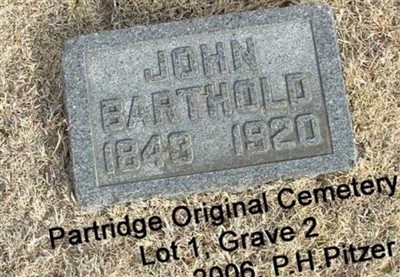 JOHN
BARTHOLD
1843 1920
Partridge Original Cemetery
Lot 1, Grave 2
2006 P.H.Pitzer